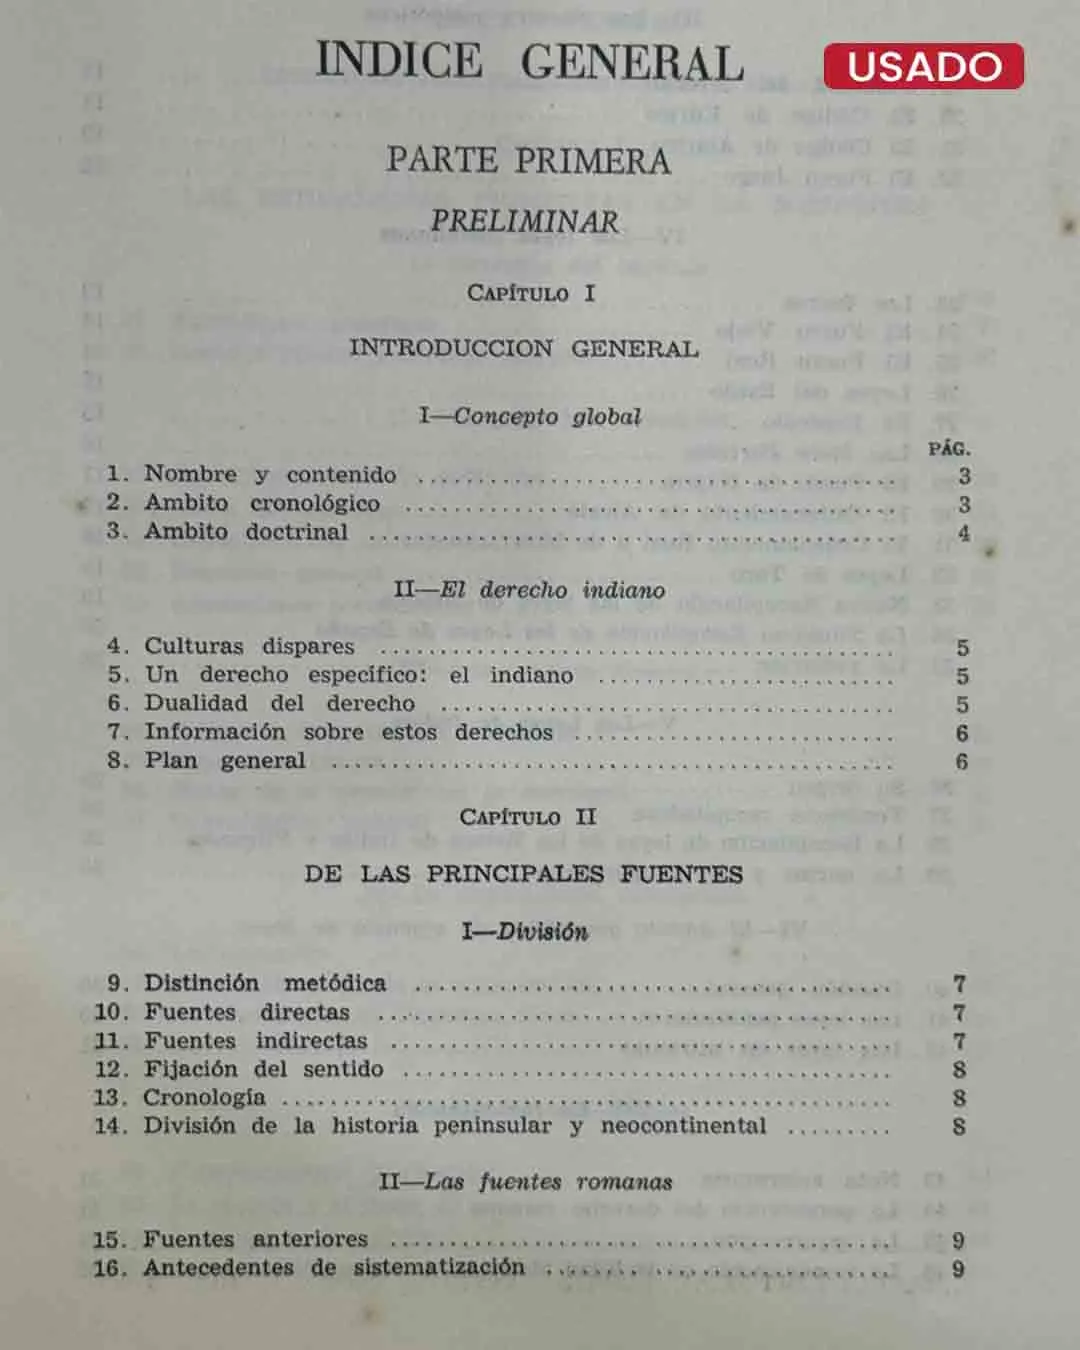 INDICE GENERAL
USADO
PARTE PRIMERA
PRELIMINAR
CAPÍTULO I
INTRODUCCION GENERAL
I—Concepto global
PÁG.
1. Nombre y contenido ........................................ 3
2. Ambito cronológico ........................................ 3
3. Ambito doctrinal ........................................ 4
II—El derecho indiano
4. Culturas dispares ........................................ 5
5. Un derecho específico: el indiano ........................ 5
6. Dualidad del derecho ........................................ 5
7. Información sobre estos derechos ........................ 6
8. Plan general ........................................ 6
CAPÍTULO II
DE LAS PRINCIPALES FUENTES
I—División
9. Distinción metódica ........................................ 7
10. Fuentes directas ........................................ 7
11. Fuentes indirectas ........................................ 7
12. Fijación del sentido ........................................ 8
13. Cronología ........................................ 8
14. División de la historia peninsular y neocontinental ......... 8
II—Las fuentes romanas
15. Fuentes anteriores ........................................ 9
16. Antecedentes de sistematización ........................ 9